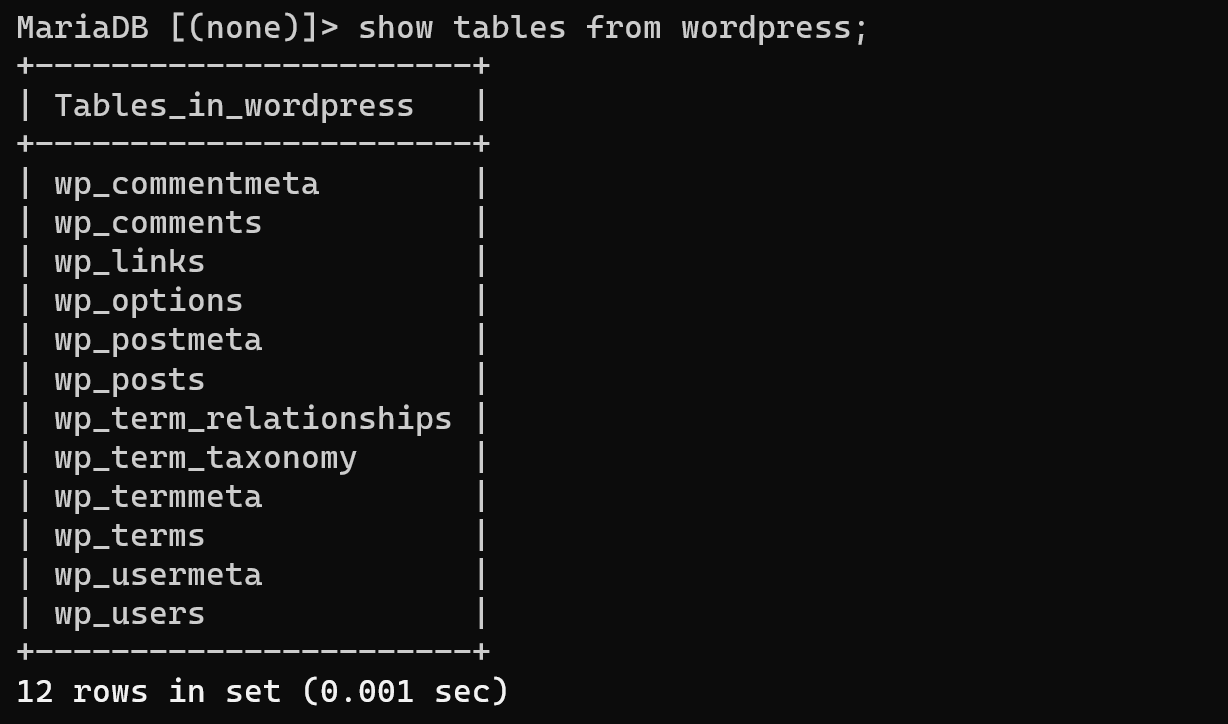 MariaDB [(none)]> show tables from wordpress;
+-----------------------+
| Tables_in_wordpress   |
+-----------------------+
| wp_commentmeta        |
| wp_comments           |
| wp_links              |
| wp_options            |
| wp_postmeta           |
| wp_posts              |
| wp_term_relationships |
| wp_term_taxonomy      |
| wp_termmeta           |
| wp_terms              |
| wp_usermeta           |
| wp_users              |
+-----------------------+
12 rows in set (0.001 sec)